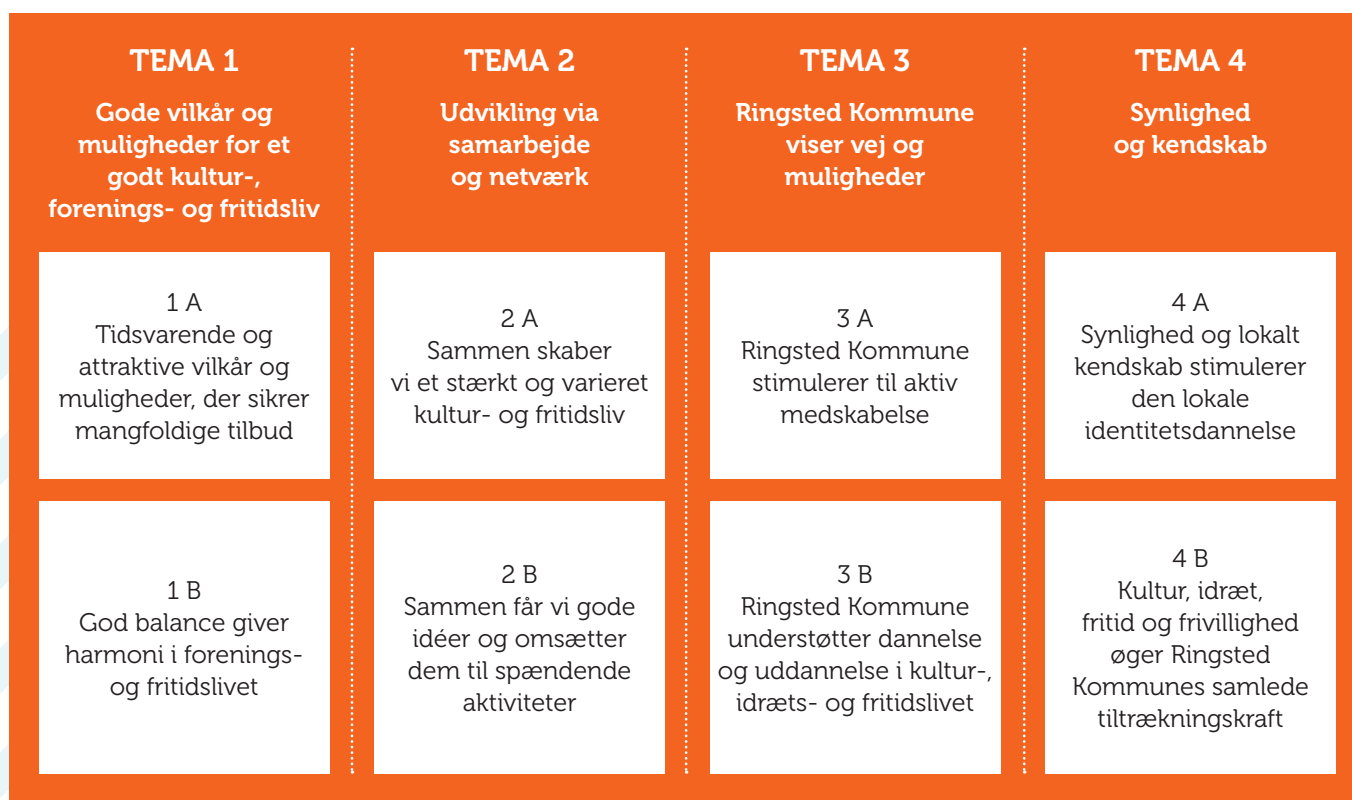 TEMA 1
Gode vilkår og
muligheder for et
godt kultur-,
forenings- og fritidsliv
1 A
Tidsvarende og
attraktive vilkår og
muligheder, der sikrer
mangfoldige tilbud
1 B
God balance giver
harmoni i forenings-
og fritidslivet
TEMA 2
Udvikling via
samarbejde
og netværk
2 A
Sammen skaber
vi et stærkt og varieret
kultur- og fritidsliv
2 B
Sammen får vi gode
idéer og omsætter
dem til spændende
aktiviteter
TEMA 3
Ringsted Kommune
viser vej og
muligheder
3 A
Ringsted Kommune
stimulerer til aktiv
medskabelse
3 B
Ringsted Kommune
understøtter dannelse
og uddannelse i kultur-,
idræts- og fritidslivet
TEMA 4
Synlighed
og kendskab
4 A
Synlighed og lokalt
kendskab stimulerer
den lokale
identitetsdannelse
4 B
Kultur, idræt,
fritid og frivillighed
øger Ringsted
Kommunes samlede
tiltrækningskraft